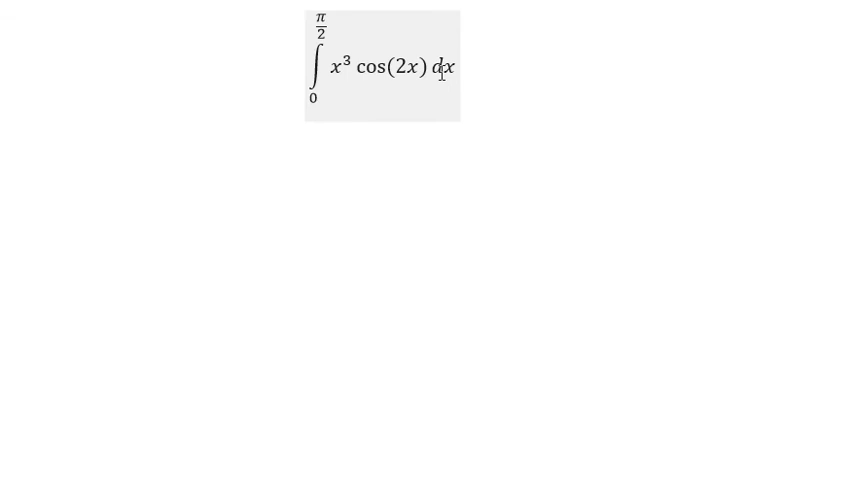 ∫₀^{π/2} x³ cos(2x) dx